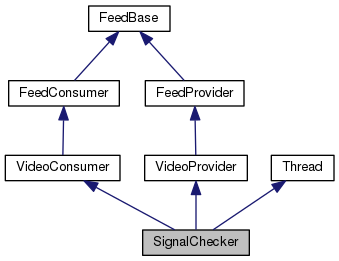 FeedBase
FeedConsumer
FeedProvider
VideoConsumer
VideoProvider
Thread
SignalChecker